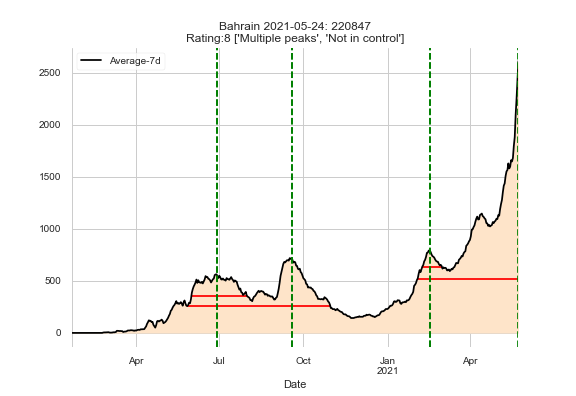 Bahrain 2021-05-24: 220847
Rating:8 ['Multiple peaks', 'Not in control']
Average-7d
2500
2000
1500
1000
500
0
Apr
Jul
Oct
Jan
2021
Apr
Date